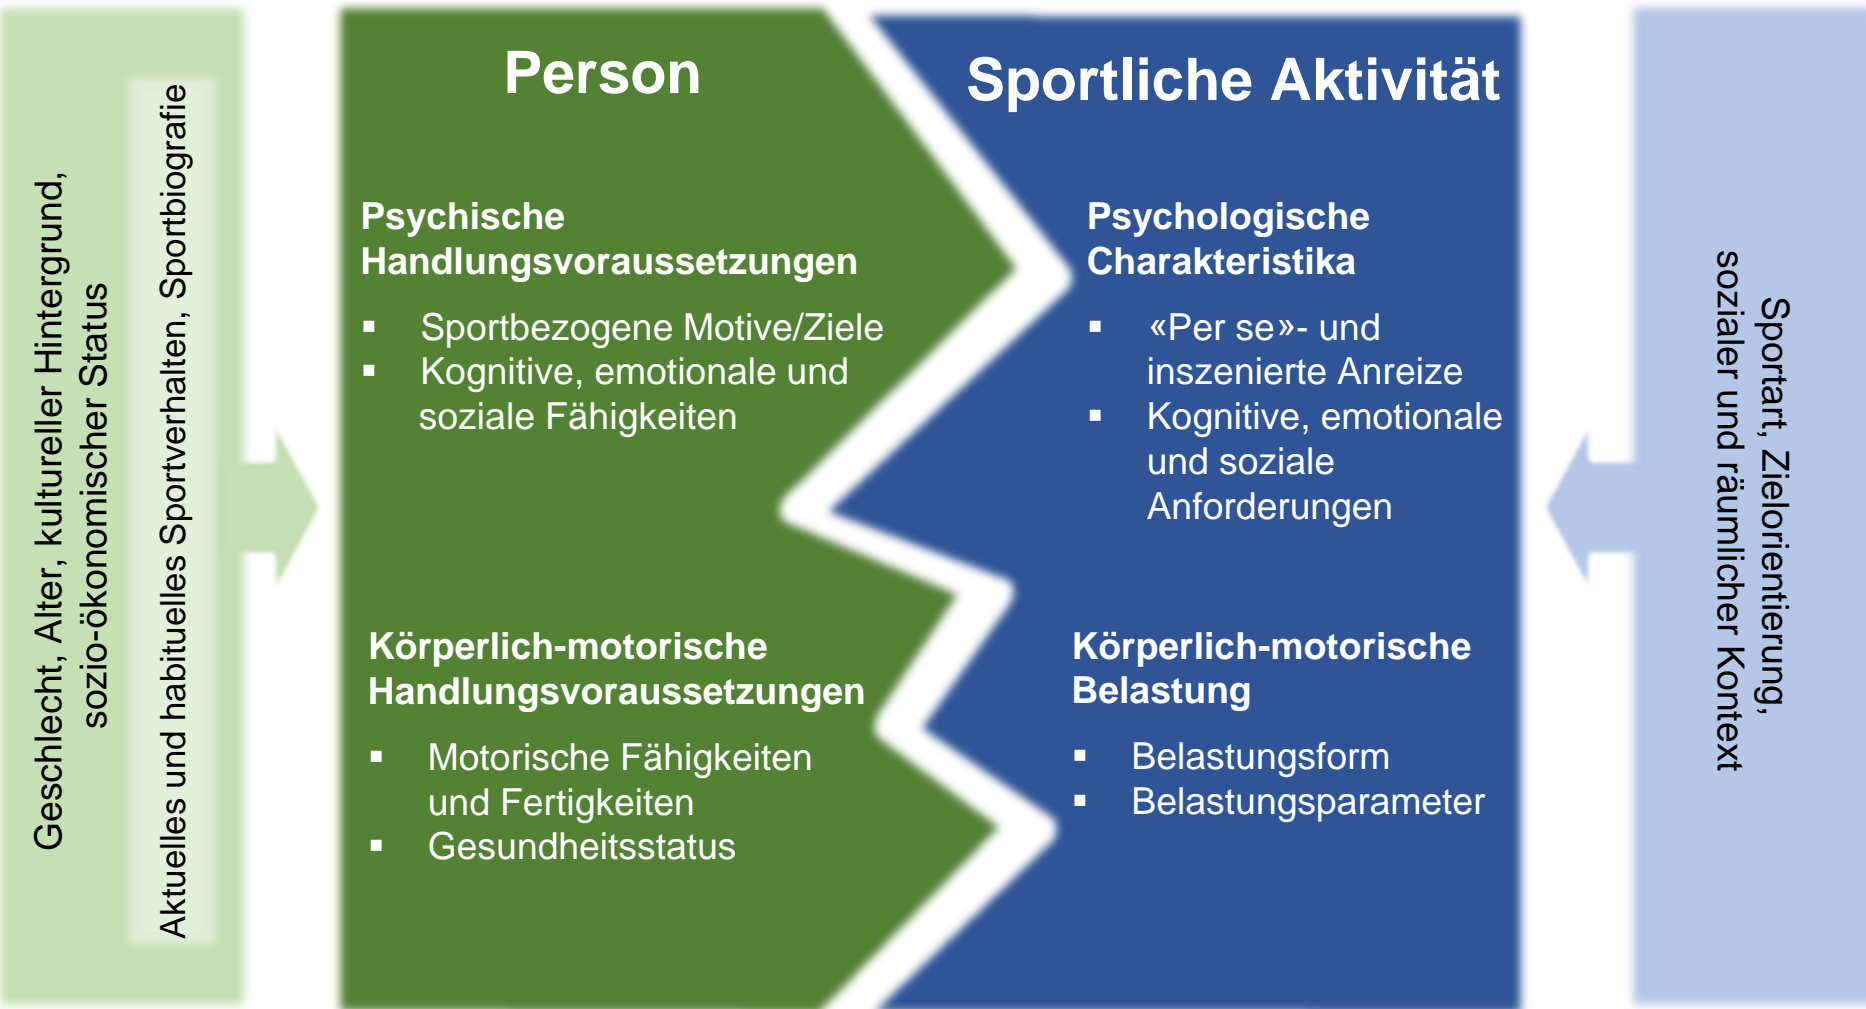 Geschlecht, Alter, kultureller Hintergrund,
sozio-ökonomischer Status
Aktuelles und habituelles Sportverhalten, Sportbiografie
Person
Psychische
Handlungsvoraussetzungen
▪ Sportbezogene Motive/Ziele
▪ Kognitive, emotionale und
soziale Fähigkeiten
Körperlich-motorische
Handlungsvoraussetzungen
▪ Motorische Fähigkeiten
und Fertigkeiten
▪ Gesundheitsstatus
Sportliche Aktivität
Psychologische
Charakteristika
▪ «Per se»- und
inszenierte Anreize
▪ Kognitive, emotionale
und soziale
Anforderungen
Körperlich-motorische
Belastung
▪ Belastungsform
▪ Belastungsparameter
Sportart, Zielorientierung,
sozialer und räumlicher Kontext